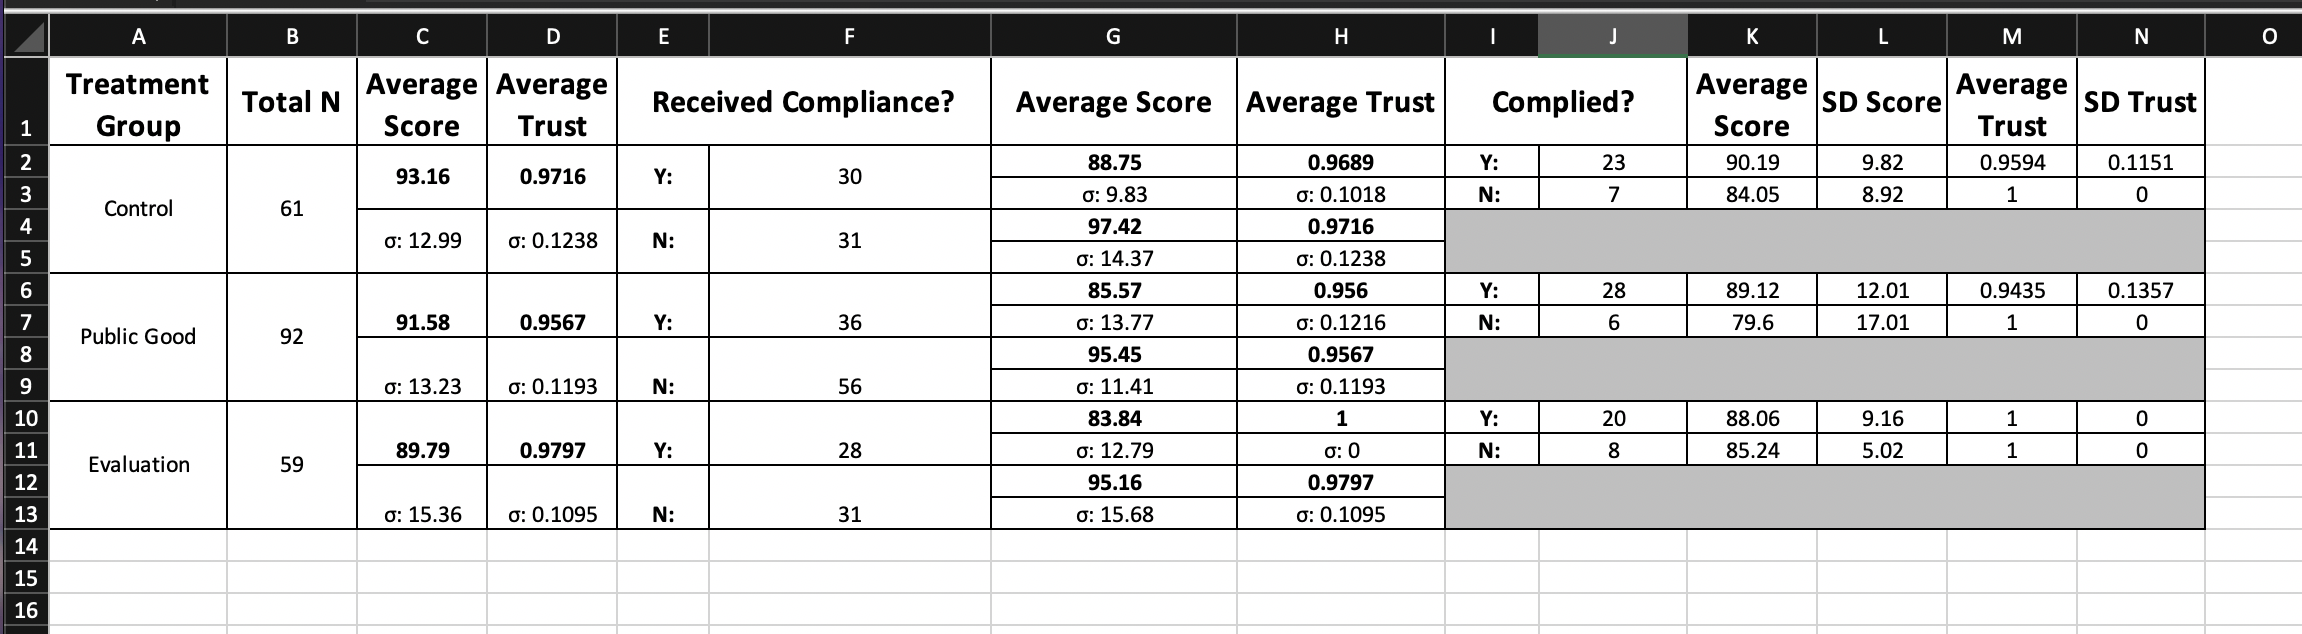 A B C D E F G H I J K L M N O
1 Treatment Group Total N Average Score Average Trust Received Compliance? Average Score Average Trust Complied? Average Score SD Score Average Trust SD Trust
2 93.16 0.9716 Y: 30 88.75 0.9689 Y: 23 90.19 9.82 0.9594 0.1151
3 Control 61 σ: 9.83 σ: 0.1018 N: 7 84.05 8.92 1 0
4 σ: 12.99 σ: 0.1238 N: 31 97.42 0.9716
5 σ: 14.37 σ: 0.1238
6 85.57 0.956 Y: 28 89.12 12.01 0.9435 0.1357
7 Public Good 92 91.58 0.9567 Y: 36 σ: 13.77 σ: 0.1216 N: 6 79.6 17.01 1 0
8 95.45 0.9567
9 σ: 13.23 σ: 0.1193 N: 56 σ: 11.41 σ: 0.1193
10 83.84 1 Y: 20 88.06 9.16 1 0
11 Evaluation 59 89.79 0.9797 Y: 28 σ: 12.79 σ: 0 N: 8 85.24 5.02 1 0
12 95.16 0.9797
13 σ: 15.36 σ: 0.1095 N: 31 σ: 15.68 σ: 0.1095
14
15
16